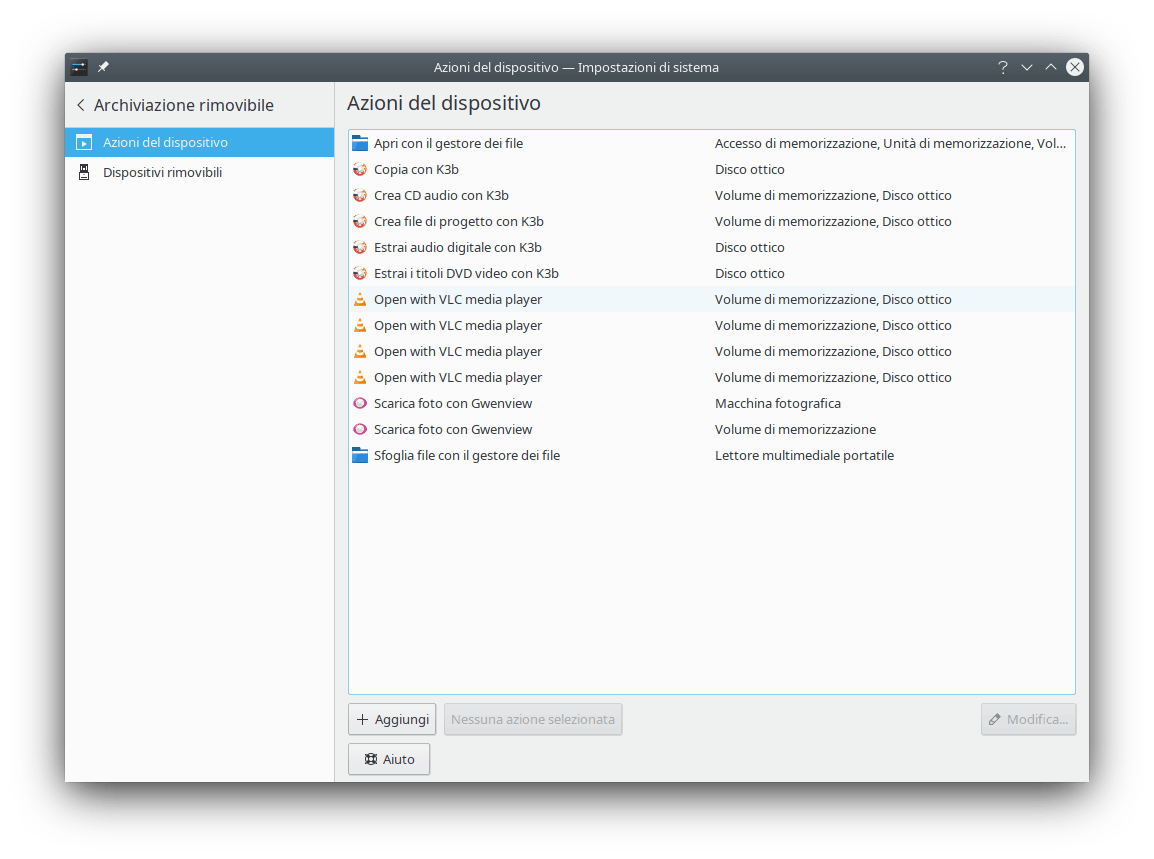 Azioni del dispositivo — Impostazioni di sistema
?
Archiviazione rimovibile
Azioni del dispositivo
Dispositivi rimovibili
Azioni del dispositivo
Apri con il gestore dei file Accesso di memorizzazione, Unità di memorizzazione, Vol...
Copia con K3b Disco ottico
Crea CD audio con K3b Volume di memorizzazione, Disco ottico
Crea file di progetto con K3b Volume di memorizzazione, Disco ottico
Estrai audio digitale con K3b Disco ottico
Estrai i titoli DVD video con K3b Disco ottico
Open with VLC media player Volume di memorizzazione, Disco ottico
Open with VLC media player Volume di memorizzazione, Disco ottico
Open with VLC media player Volume di memorizzazione, Disco ottico
Open with VLC media player Volume di memorizzazione, Disco ottico
Scarica foto con Gwenview Macchina fotografica
Scarica foto con Gwenview Volume di memorizzazione
Sfoglia file con il gestore dei file Lettore multimediale portatile
Aggiungi Nessuna azione selezionata Modifica...
Aiuto